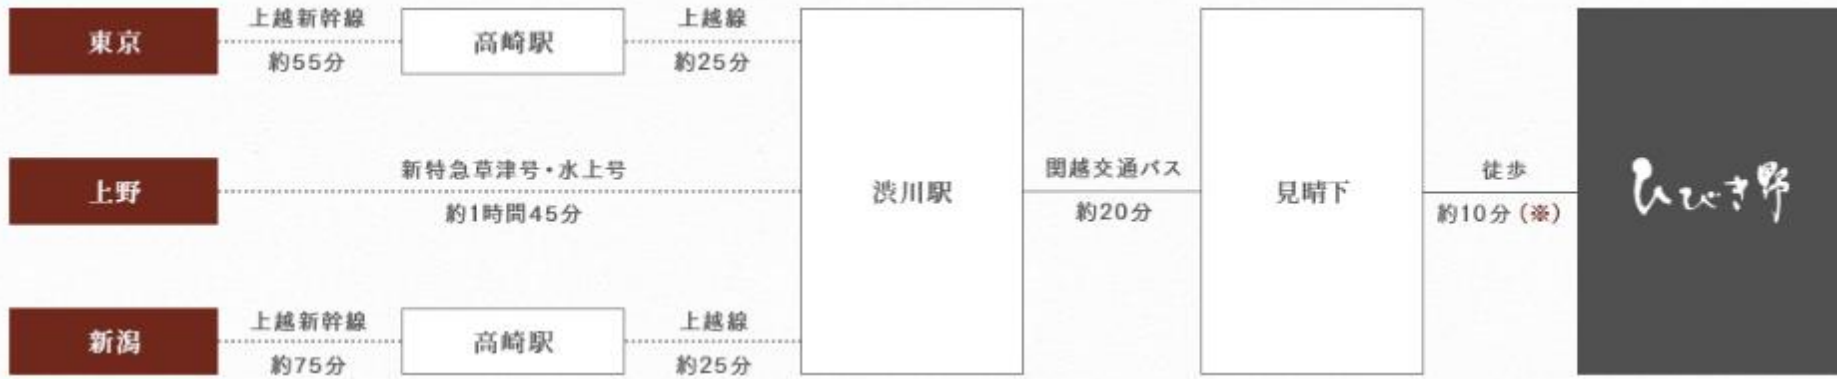 東京
上越新幹線
約55分
高崎駅
上越線
約25分
上野
新特急草津号・水上号
約1時間45分
新潟
上越新幹線
約75分
高崎駅
上越線
約25分
渋川駅
関越交通バス
約20分
見晴下
徒歩
約10分(※)
ひびき野